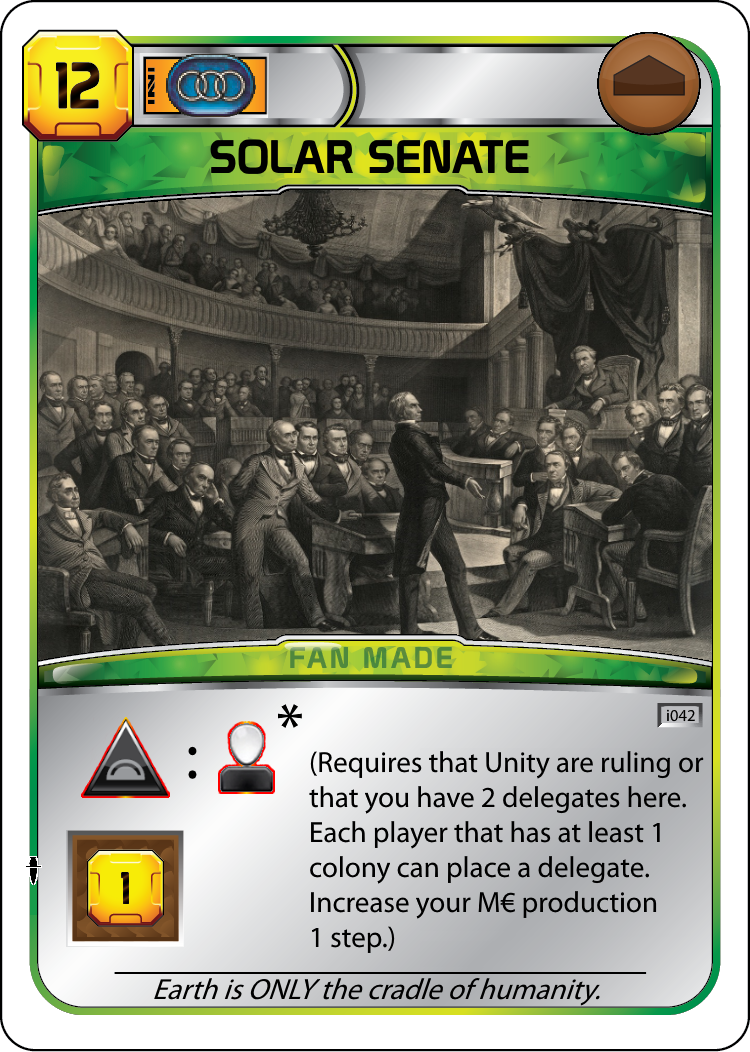 12
SOLAR SENATE
FAN MADE
i042
: *
(Requires that Unity are ruling or
that you have 2 delegates here.
Each player that has at least 1
colony can place a delegate.
Increase your M€ production
1 step.)
1
Earth is ONLY the cradle of humanity.